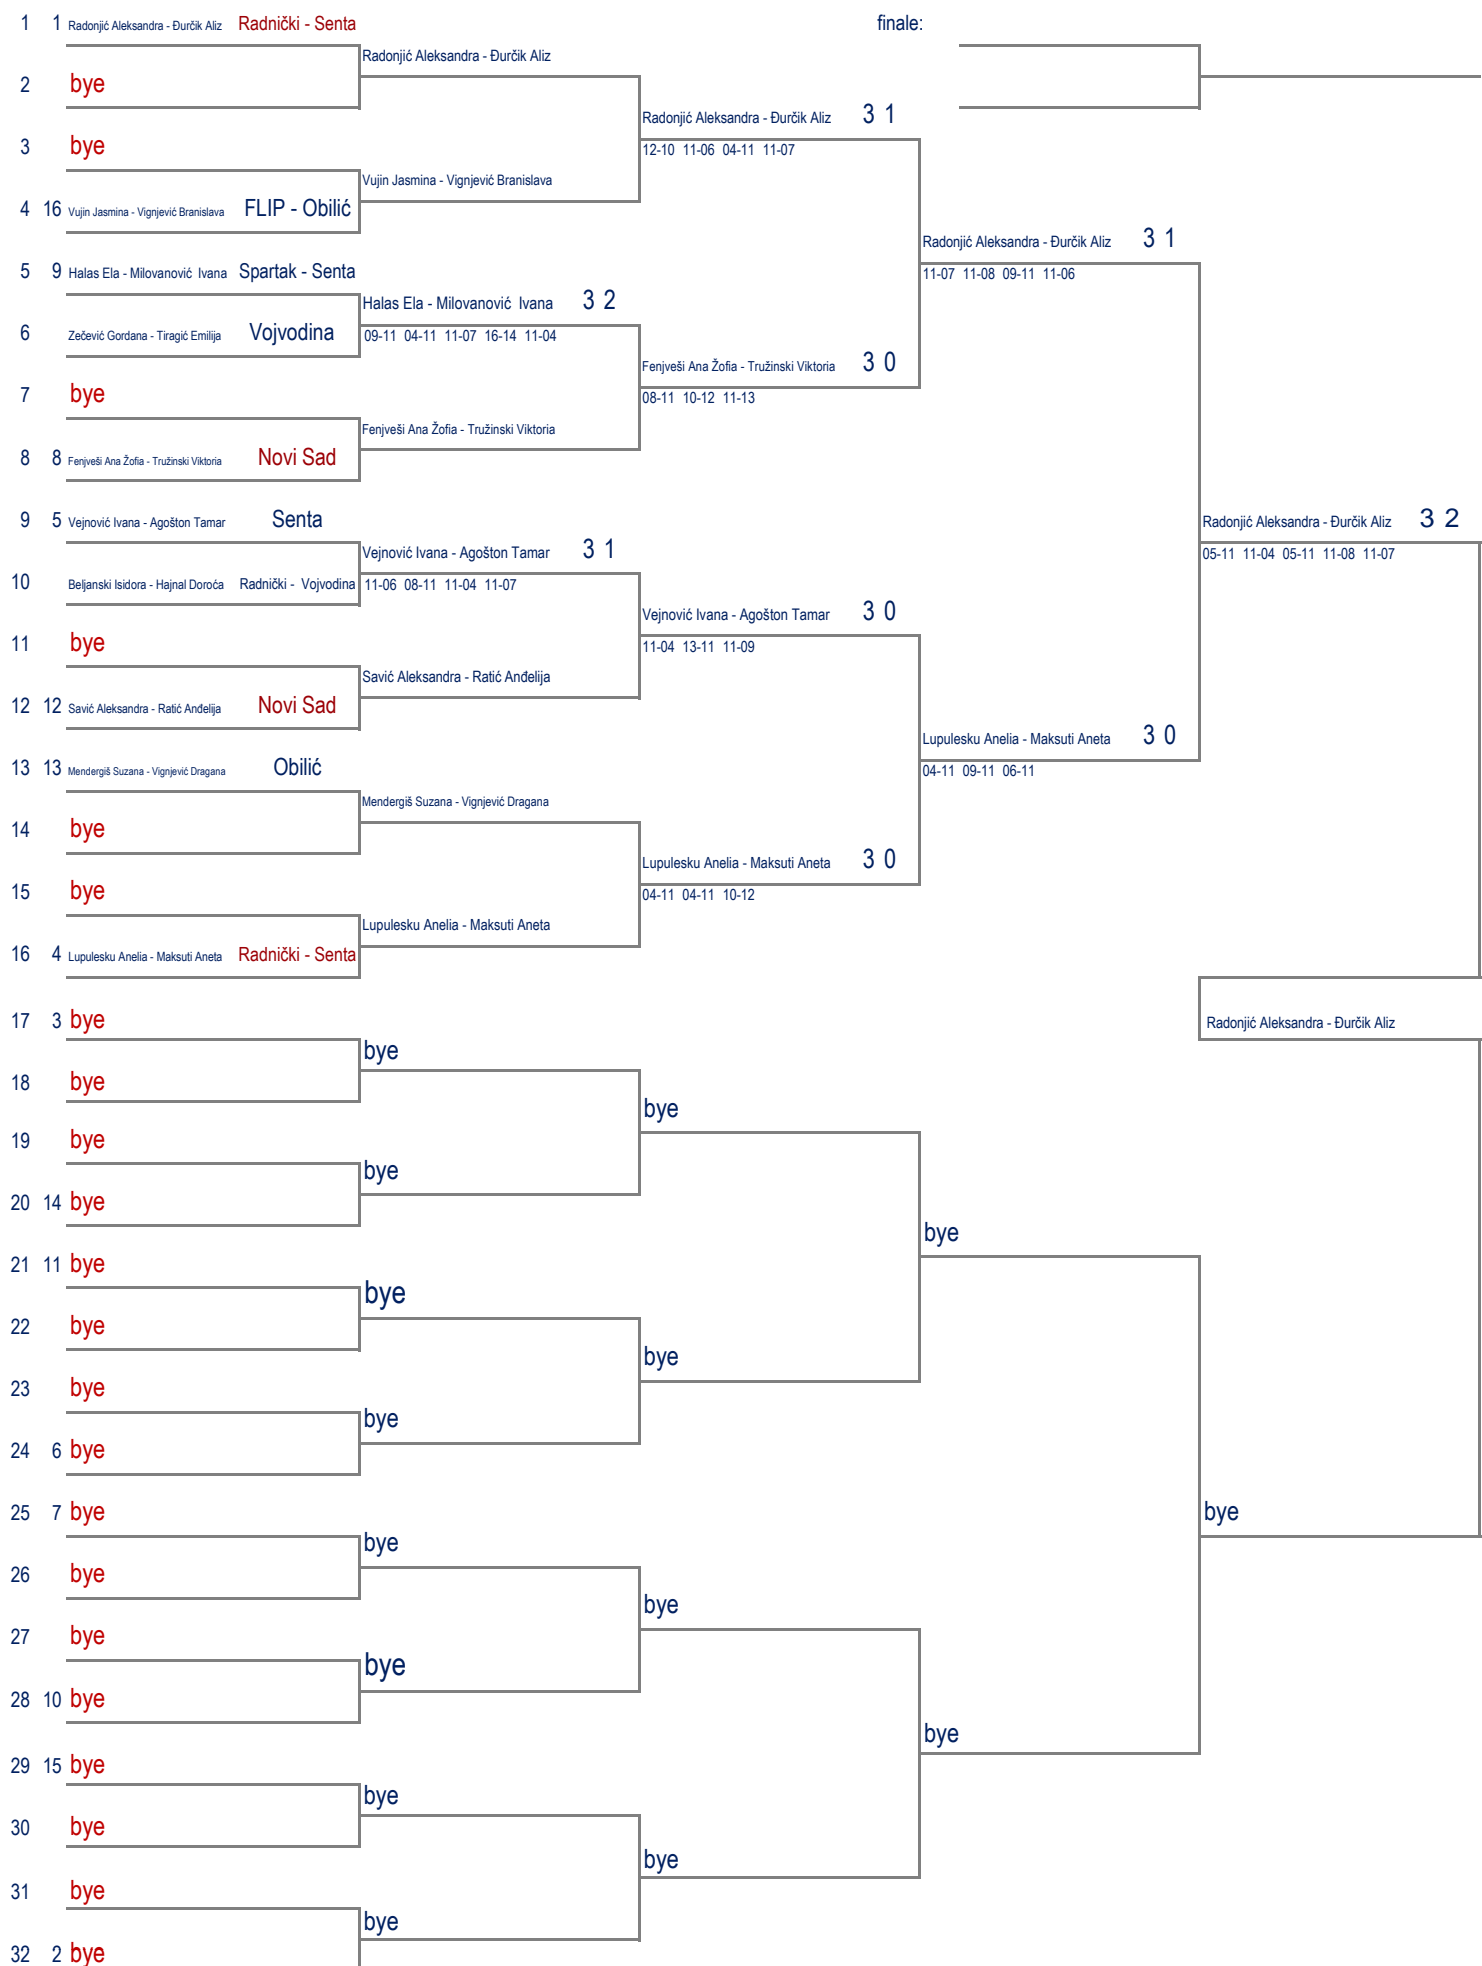 1 1 Radonjić Aleksandra - Đurčik Aliz Radnički - Senta finale:
Radonjić Aleksandra - Đurčik Aliz
2 bye
Radonjić Aleksandra - Đurčik Aliz 3 1
3 bye 12-10 11-06 04-11 11-07
Vujin Jasmina - Vignjević Branislava
4 16 Vujin Jasmina - Vignjević Branislava FLIP - Obilić
Radonjić Aleksandra - Đurčik Aliz 3 1
5 9 Halas Ela - Milovanović Ivana Spartak - Senta 11-07 11-08 09-11 11-06
Halas Ela - Milovanović Ivana 3 2
6 Zečević Gordana - Tiragić Emilija Vojvodina 09-11 04-11 11-07 16-14 11-04
Fenjveši Ana Žofia - Tružinski Viktoria 3 0
7 bye 08-11 10-12 11-13
Fenjveši Ana Žofia - Tružinski Viktoria
8 8 Fenjveši Ana Žofia - Tružinski Viktoria Novi Sad
9 5 Vejnović Ivana - Agošton Tamar Senta Radonjić Aleksandra - Đurčik Aliz 3 2
Vejnović Ivana - Agošton Tamar 3 1 05-11 11-04 05-11 11-08 11-07
10 Beljanski Isidora - Hajnal Doroća Radnički - Vojvodina 11-06 08-11 11-04 11-07
Vejnović Ivana - Agošton Tamar 3 0
11 bye 11-04 13-11 11-09
Savić Aleksandra - Ratić Anđelija
12 12 Savić Aleksandra - Ratić Anđelija Novi Sad
Lupulesku Anelia - Maksuti Aneta 3 0
13 13 Mendergiš Suzana - Vignjević Dragana Obilić 04-11 09-11 06-11
Mendergiš Suzana - Vignjević Dragana
14 bye
Lupulesku Anelia - Maksuti Aneta 3 0
15 bye 04-11 04-11 10-12
Lupulesku Anelia - Maksuti Aneta
16 4 Lupulesku Anelia - Maksuti Aneta Radnički - Senta
17 3 bye Radonjić Aleksandra - Đurčik Aliz
bye
18 bye
bye
19 bye
bye
20 14 bye
bye
21 11 bye
bye
22 bye
bye
23 bye
bye
24 6 bye
25 7 bye bye
bye
26 bye
bye
27 bye
bye
28 10 bye
bye
29 15 bye
bye
30 bye
bye
31 bye
bye
32 2 bye